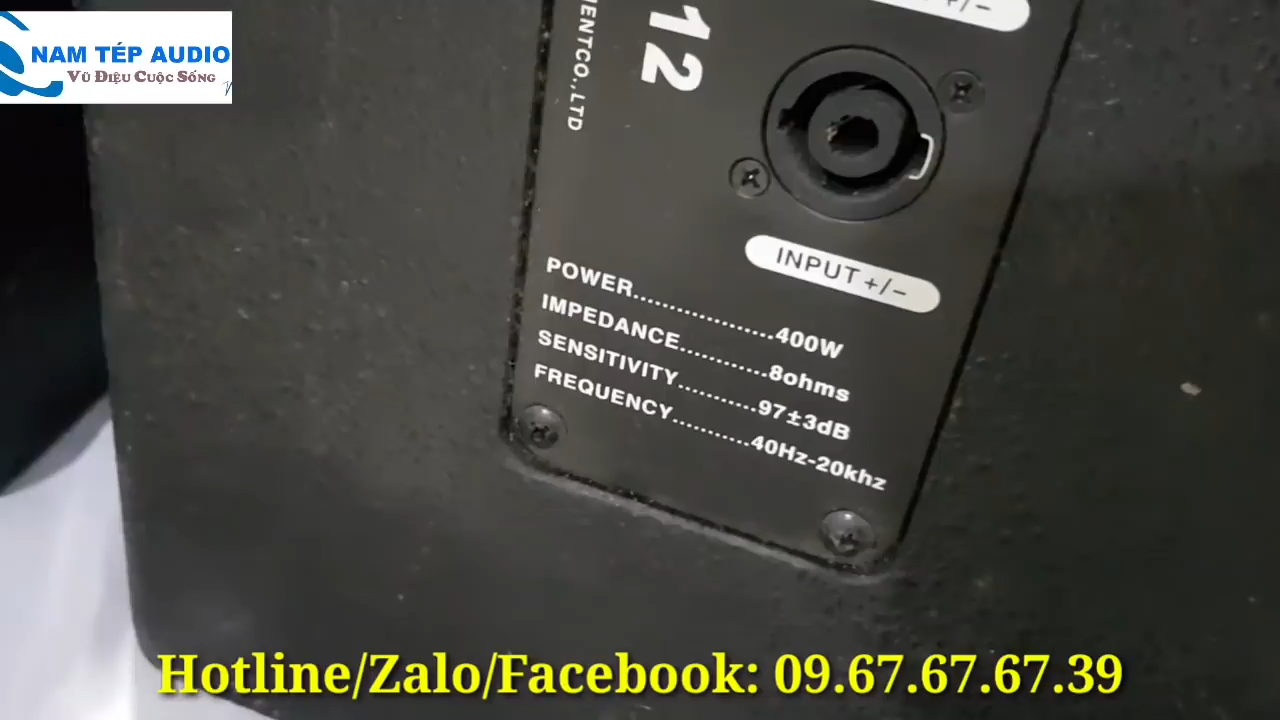 NAM TÉP AUDIO
Vũ Điệu Cuộc Sống
12
CO.,LTD
+/-
INPUT +/-
POWER....................400W
IMPEDANCE.............8ohms
SENSITIVITY............97±3dB
FREQUENCY............40Hz-20khz
Hotline/Zalo/Facebook: 09.67.67.67.39